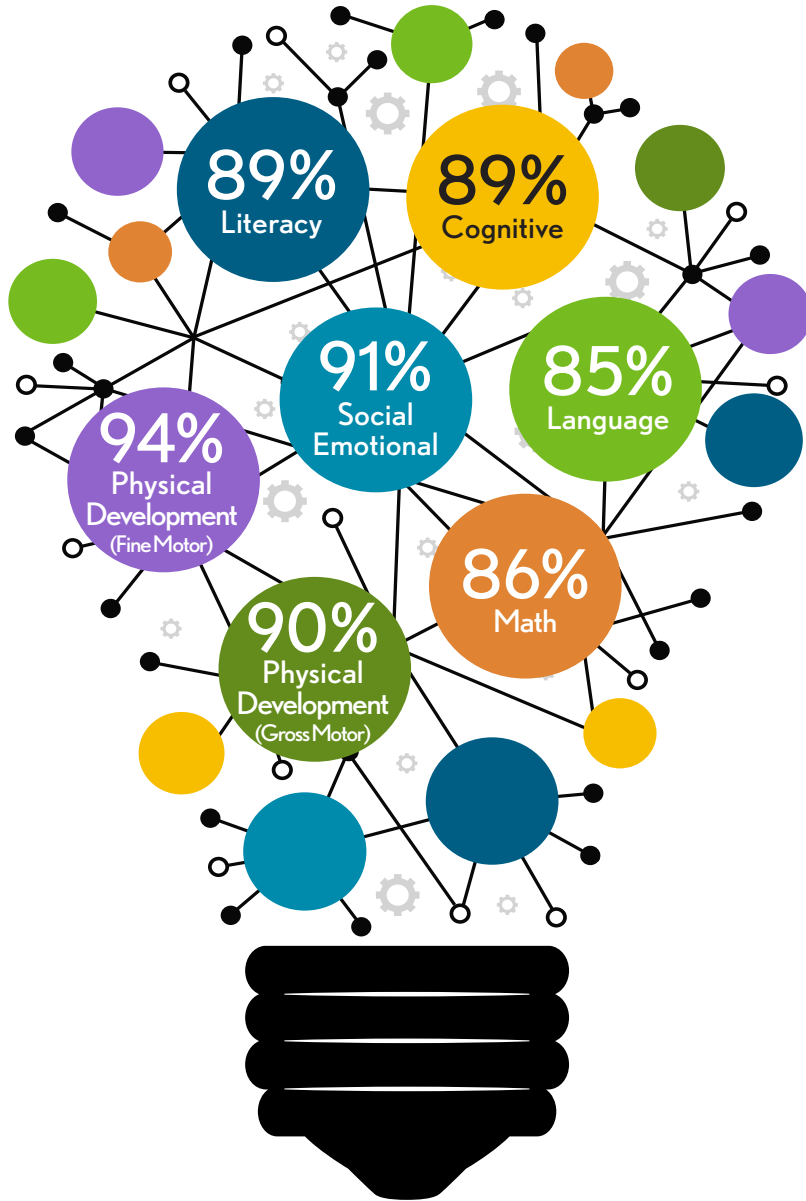 89%
Literacy
89%
Cognitive
91%
Social
Emotional
85%
Language
94%
Physical
Development
(Fine Motor)
86%
Math
90%
Physical
Development
(Gross Motor)